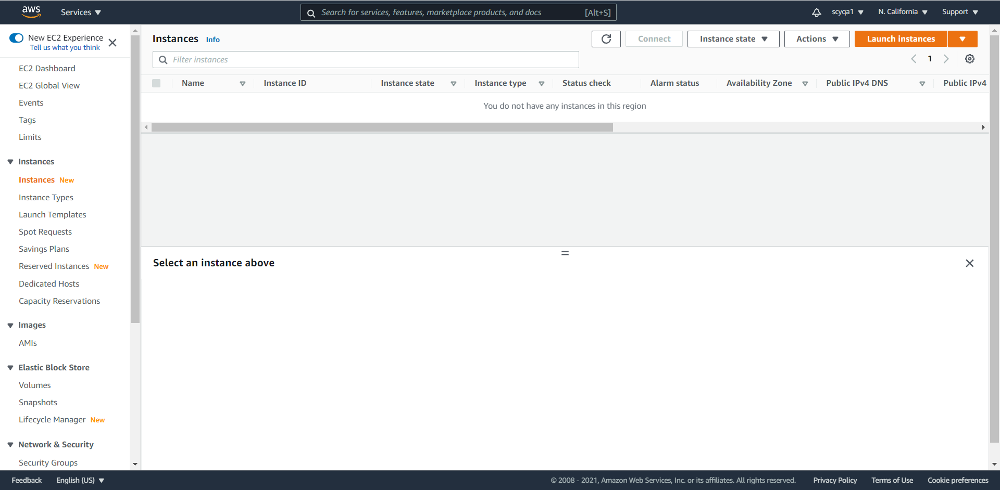 aws
Services
Search for services, features, marketplace products, and docs [Alt+S]
scyqa1
N. California
Support
New EC2 Experience
Tell us what you think
EC2 Dashboard
EC2 Global View
Events
Tags
Limits
Instances
Instances New
Instance Types
Launch Templates
Spot Requests
Savings Plans
Reserved Instances New
Dedicated Hosts
Capacity Reservations
Images
AMIs
Elastic Block Store
Volumes
Snapshots
Lifecycle Manager New
Network & Security
Security Groups
Instances Info
Connect
Instance state
Actions
Launch instances
Filter instances
1
Name Instance ID Instance state Instance type Status check Alarm status Availability Zone Public IPv4 DNS Public IPv4
You do not have any instances in this region
Select an instance above
Feedback English (US) © 2008 - 2021, Amazon Web Services, Inc. or its affiliates. All rights reserved. Privacy Policy Terms of Use Cookie preferences